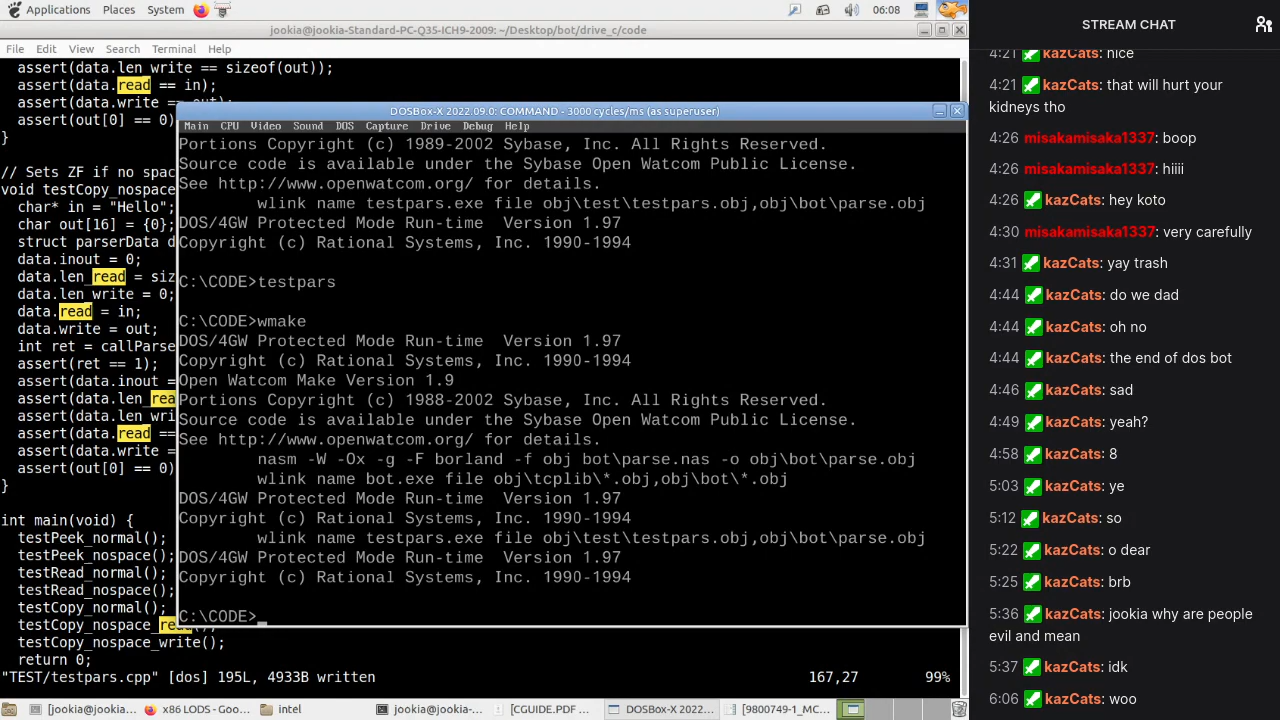 Applications Places System 06:08
jookia@jookia-Standard-PC-Q35-ICH9-2009: ~/Desktop/bot/drive_c/code
File Edit View Search Terminal Help
assert(data.len_write == sizeof(out));
assert(data.read == in);
assert(data.write == out);
assert(out[0] == 0)
}
// Sets ZF if no spac
void testCopy_nospace
char* in = "Hello";
char out[16] = {0};
struct parserData d
data.inout = 0;
data.len_read = siz
data.len_write = 0;
data.read = in;
data.write = out;
int ret = callParse
assert(ret == 1);
assert(data.inout =
assert(data.len_rea
assert(data.len_wri
assert(data.read ==
assert(data.write =
assert(out[0] == 0)
}
int main(void) {
testPeek_normal();
testPeek_nospace();
testRead_normal();
testRead_nospace();
testCopy_normal();
testCopy_nospace_read();
testCopy_nospace_write();
return 0;
"TEST/testpars.cpp" [dos] 195L, 4933B written 167,27 99%
DOSBox-X 2022.09.0: COMMAND - 3000 cycles/ms (as superuser)
Main CPU Video Sound DOS Capture Drive Debug Help
Portions Copyright (c) 1989-2002 Sybase, Inc. All Rights Reserved.
Source code is available under the Sybase Open Watcom Public License.
See http://www.openwatcom.org/ for details.
wlink name testpars.exe file obj\test\testpars.obj,obj\bot\parse.obj
DOS/4GW Protected Mode Run-time Version 1.97
Copyright (c) Rational Systems, Inc. 1990-1994
C:\CODE>testpars
C:\CODE>wmake
DOS/4GW Protected Mode Run-time Version 1.97
Copyright (c) Rational Systems, Inc. 1990-1994
Open Watcom Make Version 1.9
Portions Copyright (c) 1988-2002 Sybase, Inc. All Rights Reserved.
Source code is available under the Sybase Open Watcom Public License.
See http://www.openwatcom.org/ for details.
nasm -W -Ox -g -F borland -f obj bot\parse.nas -o obj\bot\parse.obj
wlink name bot.exe file obj\tcplib\*.obj,obj\bot\*.obj
DOS/4GW Protected Mode Run-time Version 1.97
Copyright (c) Rational Systems, Inc. 1990-1994
wlink name testpars.exe file obj\test\testpars.obj,obj\bot\parse.obj
DOS/4GW Protected Mode Run-time Version 1.97
Copyright (c) Rational Systems, Inc. 1990-1994
C:\CODE>_
[jookia@jookia-... x86 LODS - Goo... intel jookia@jookia-... [CGUIDE.PDF ... DOSBox-X 2022... [9800749-1_MC...
STREAM CHAT
4:21 kazCats: nice
4:21 kazCats: that will hurt your
kidneys tho
4:26 misakamisaka1337: boop
4:26 misakamisaka1337: hiiii
4:26 kazCats: hey koto
4:30 misakamisaka1337: very carefully
4:31 kazCats: yay trash
4:44 kazCats: do we dad
4:44 kazCats: oh no
4:44 kazCats: the end of dos bot
4:46 kazCats: sad
4:49 kazCats: yeah?
4:58 kazCats: 8
5:03 kazCats: ye
5:12 kazCats: so
5:22 kazCats: o dear
5:25 kazCats: brb
5:36 kazCats: jookia why are people
evil and mean
5:37 kazCats: idk
6:06 kazCats: woo